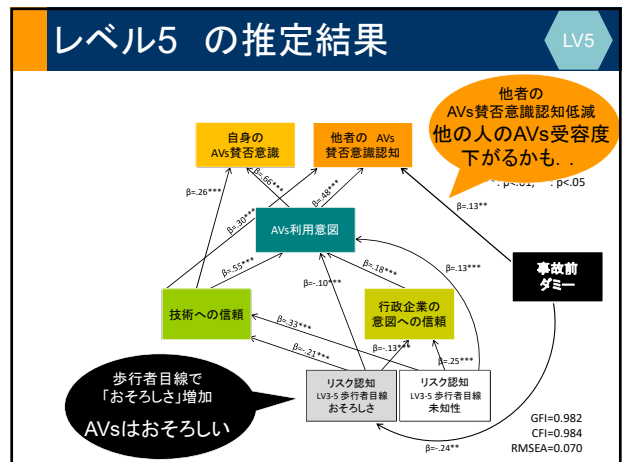 レベル5 の推定結果
LV5
他者の
AVs賛否意識認知低減
他の人のAVs受容度
下がるかも. .
p<.01, : p<.05
自身の
AVs賛否意識
他者の AVs
賛否意識認知
β=.26***
β=.66***
β=.48***
β=.30***
β=.13**
AVs利用意図
β=.55***
β=-.10***
β=.18***
β=.13***
事故前
ダミー
技術への信頼
行政企業の
意図への信頼
β=.33***
β=-.21***
β=-.13***
β=.25***
歩行者目線で
「おそろしさ」増加
AVsはおそろしい
リスク認知
LV3-5 歩行者目線
おそろしさ
リスク認知
LV3-5 歩行者目線
未知性
β=-.24**
GFI=0.982
CFI=0.984
RMSEA=0.070